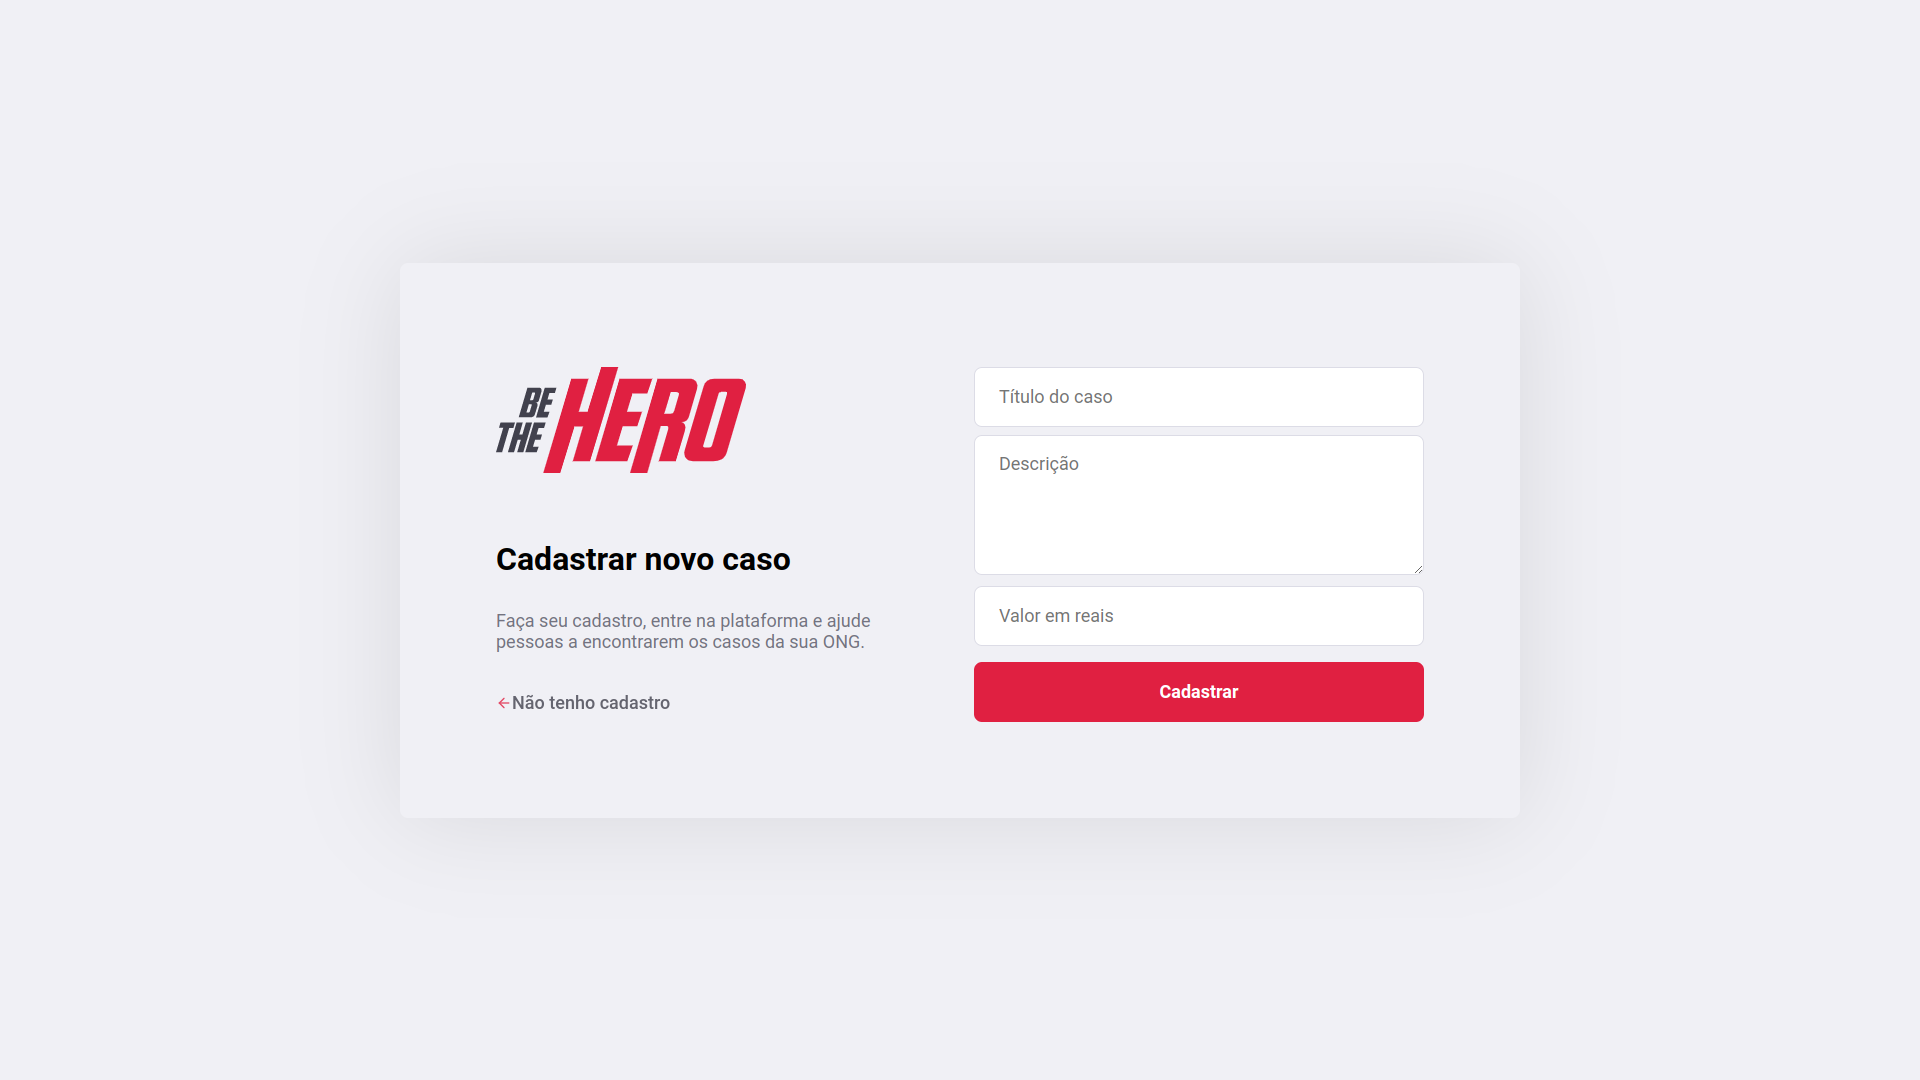 BE
THE
HERO
Cadastrar novo caso
Faça seu cadastro, entre na plataforma e ajude
pessoas a encontrarem os casos da sua ONG.
Não tenho cadastro
Título do caso
Descrição
Valor em reais
Cadastrar